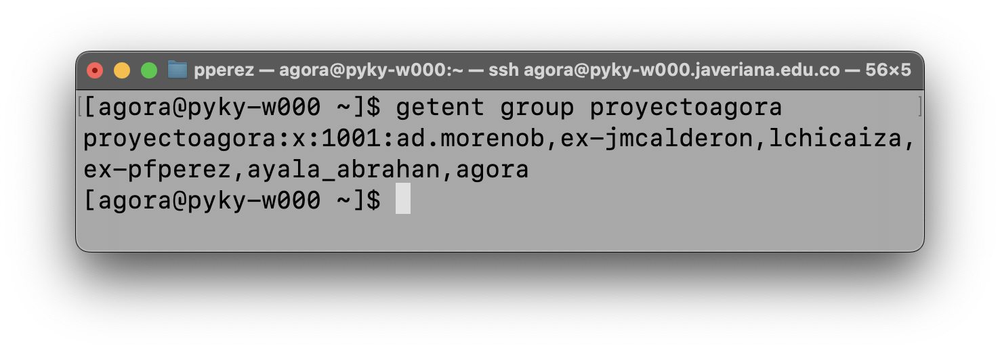 pperez — agora@pyky-w000:~ — ssh agora@pyky-w000.javeriana.edu.co — 56×5
[agora@pyky-w000 ~]$ getent group proyectoagora
proyectoagora:x:1001:ad.morenob,ex-jmcalderon,lchicaiza,
ex-pfperez,ayala_abrahan,agora
[agora@pyky-w000 ~]$